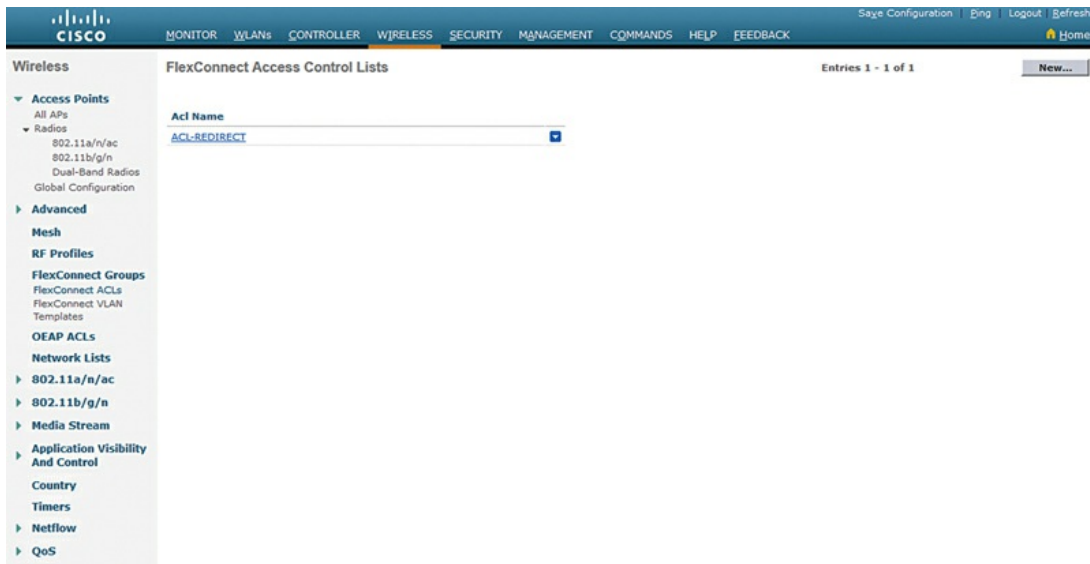 Save Configuration Ping Logout Refresh
CISCO
MONITOR WLANs CONTROLLER WIRELESS SECURITY MANAGEMENT COMMANDS HELP FEEDBACK Home
Wireless
Access Points
All APs
Radios
802.11a/n/ac
802.11b/g/n
Dual-Band Radios
Global Configuration
Advanced
Mesh
RF Profiles
FlexConnect Groups
FlexConnect ACLs
FlexConnect VLAN
Templates
OEAP ACLs
Network Lists
802.11a/n/ac
802.11b/g/n
Media Stream
Application Visibility
And Control
Country
Timers
Netflow
QoS
FlexConnect Access Control Lists Entries 1 - 1 of 1 New...
Acl Name
ACL-REDIRECT